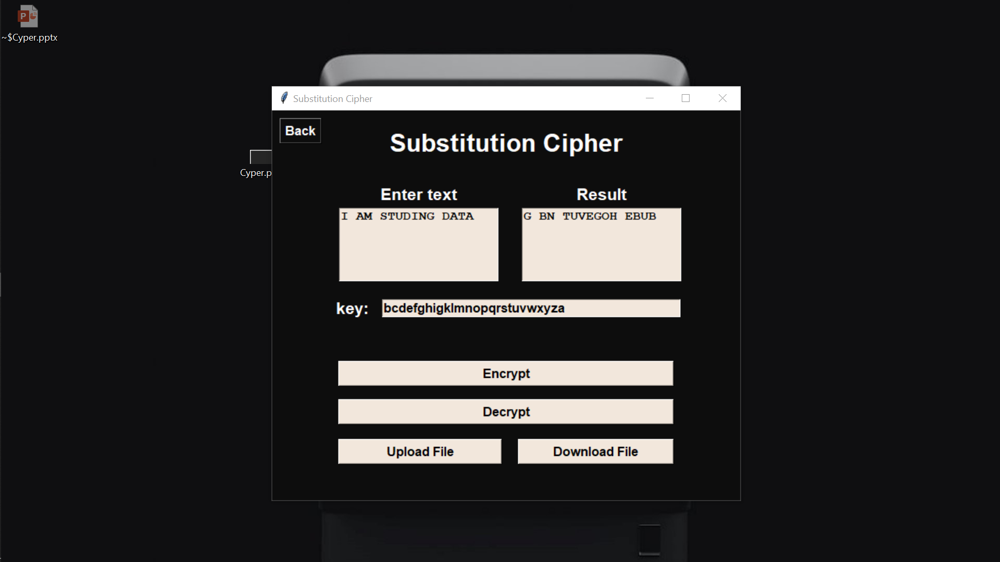 ~$Cyper.pptx
Substitution Cipher
Back
Substitution Cipher
Cyper.p
Enter text
Result
I AM STUDING DATA
G BN TUVEGOH EBUB
key:
bcdefghigklmnopqrstuvwxyza
Encrypt
Decrypt
Upload File
Download File